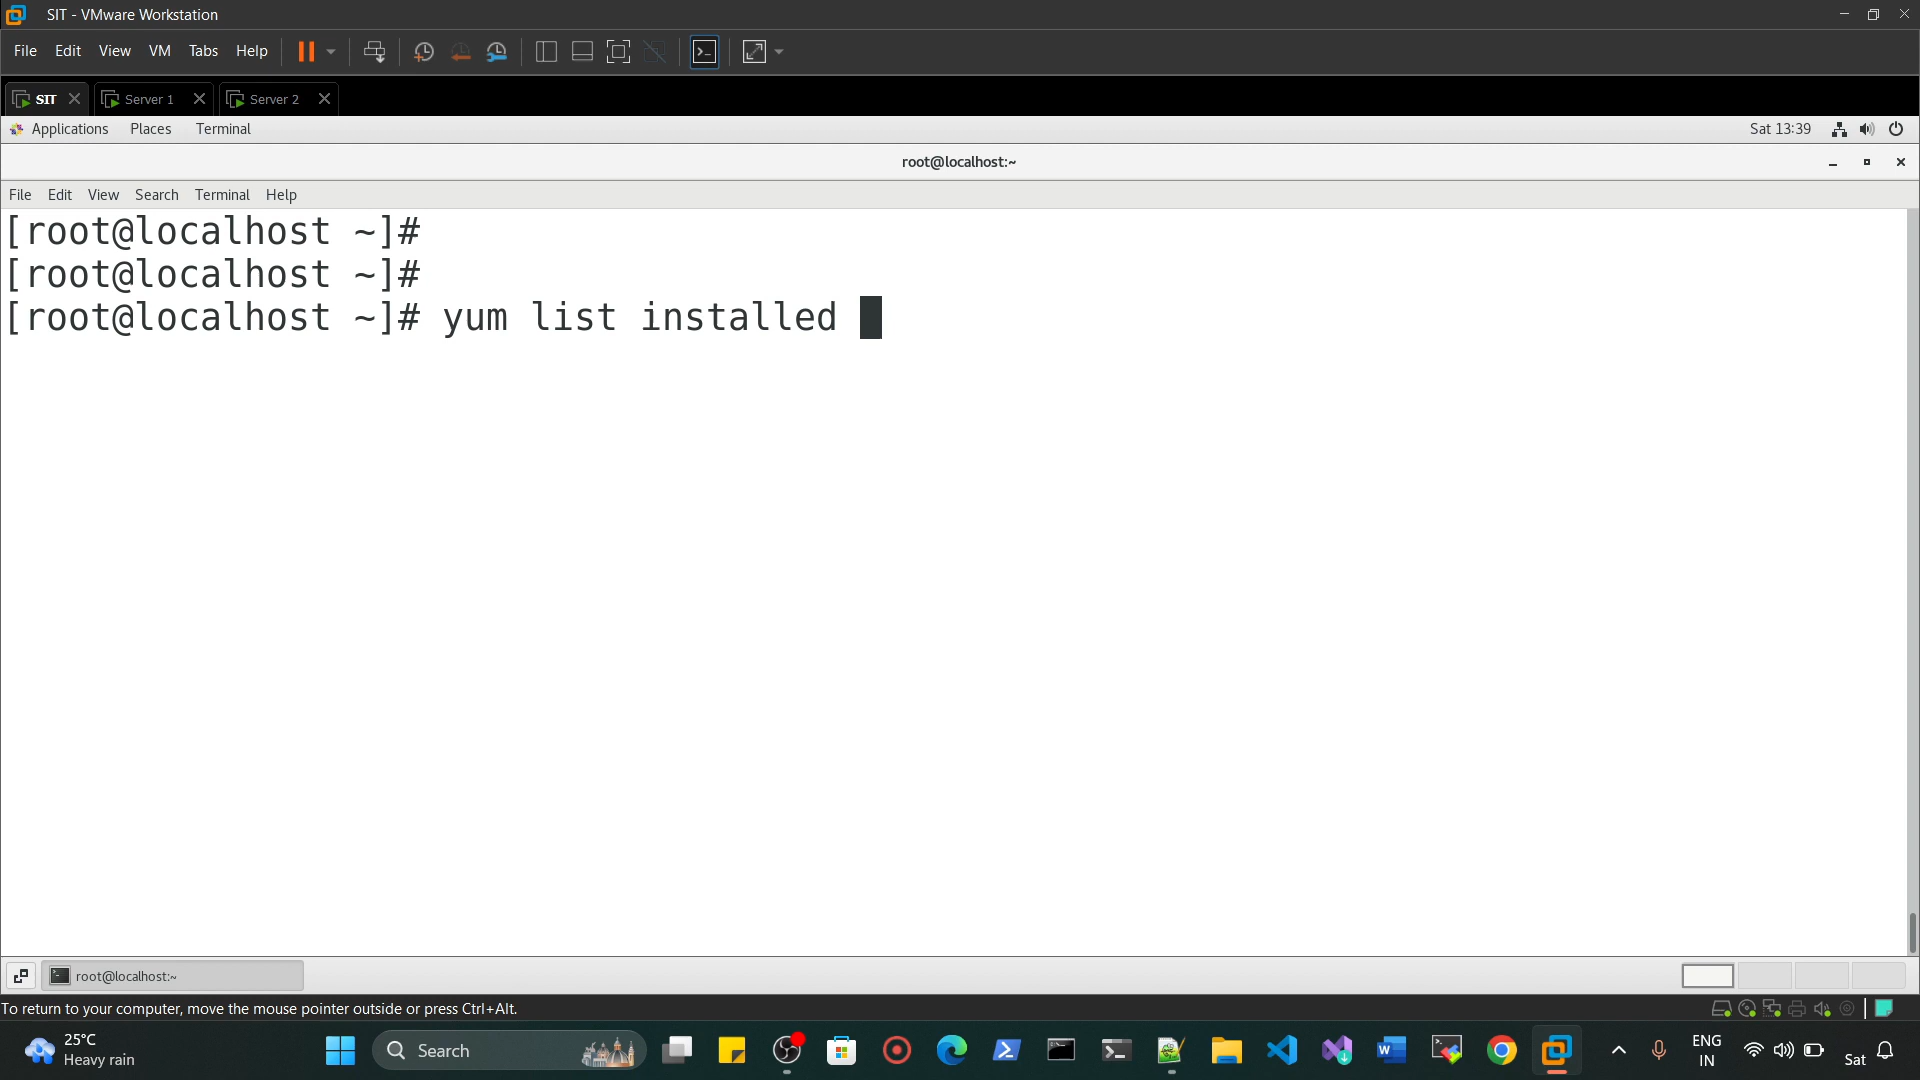 SIT - VMware Workstation
File Edit View VM Tabs Help
SIT Server 1 Server 2
Applications Places Terminal Sat 13:39
root@localhost:~
File Edit View Search Terminal Help
[root@localhost ~]#
[root@localhost ~]#
[root@localhost ~]# yum list installed
root@localhost:~
To return to your computer, move the mouse pointer outside or press Ctrl+Alt.
25°C
Heavy rain
Search
ENG
IN
Sat